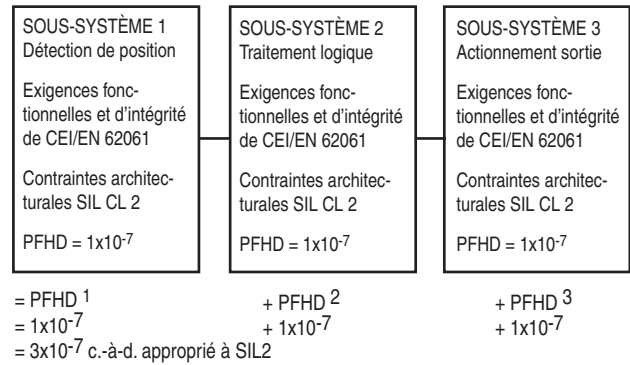 SOUS-SYSTÈME 1
Détection de position
Exigences fonc-
tionnelles et d'intégrité
de CEI/EN 62061
Contraintes architec-
turales SIL CL 2
PFHD = 1x10-7
SOUS-SYSTÈME 2
Traitement logique
Exigences fonc-
tionnelles et d'intégrité
de CEI/EN 62061
Contraintes architec-
turales SIL CL 2
PFHD = 1x10-7
SOUS-SYSTÈME 3
Actionnement sortie
Exigences fonc-
tionnelles et d'intégrité
de CEI/EN 62061
Contraintes architec-
turales SIL CL 2
PFHD = 1x10-7
= PFHD 1 + PFHD 2 + PFHD 3
= 1x10-7 + 1x10-7 + 1x10-7
= 3x10-7 c.-à-d. approprié à SIL2